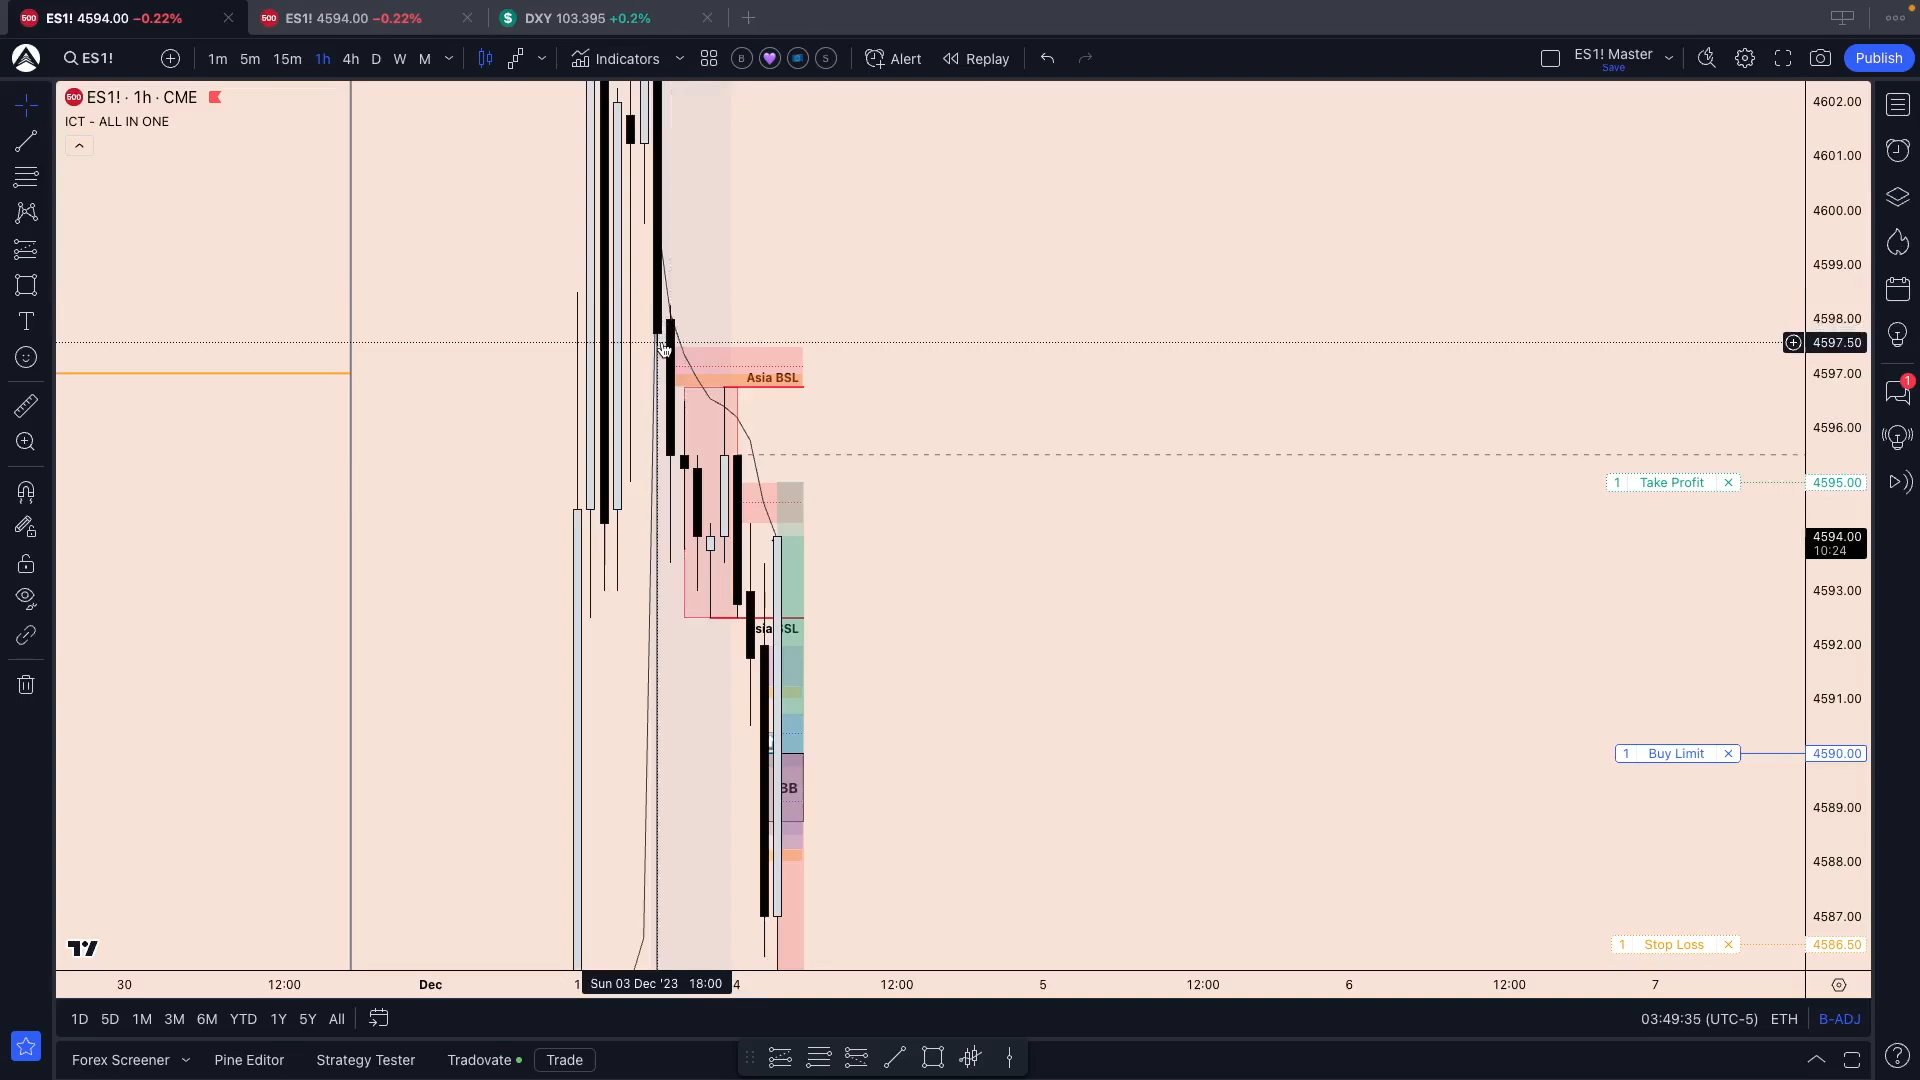 ES1! 4594.00 −0.22%
ES1! 4594.00 −0.22%
DXY 103.395 +0.2%
ES1!
1m 5m 15m 1h 4h D W M
Indicators
B
S
Alert
Replay
ES1! Master
Save
Publish
500 ES1! · 1h · CME
ICT - ALL IN ONE
4602.00
4601.00
4600.00
4599.00
4598.00
4597.50
4597.00
Asia BSL
4596.00
1 Take Profit
4595.00
4594.00
10:24
4593.00
sia BSL
4592.00
4591.00
1 Buy Limit
4590.00
BB
4589.00
4588.00
4587.00
1 Stop Loss
4586.50
30 12:00 Dec 1 Sun 03 Dec '23 18:00 4 12:00 5 12:00 6 12:00 7
1D 5D 1M 3M 6M YTD 1Y 5Y All
03:49:35 (UTC-5) ETH B-ADJ
Forex Screener Pine Editor Strategy Tester Tradovate Trade
1